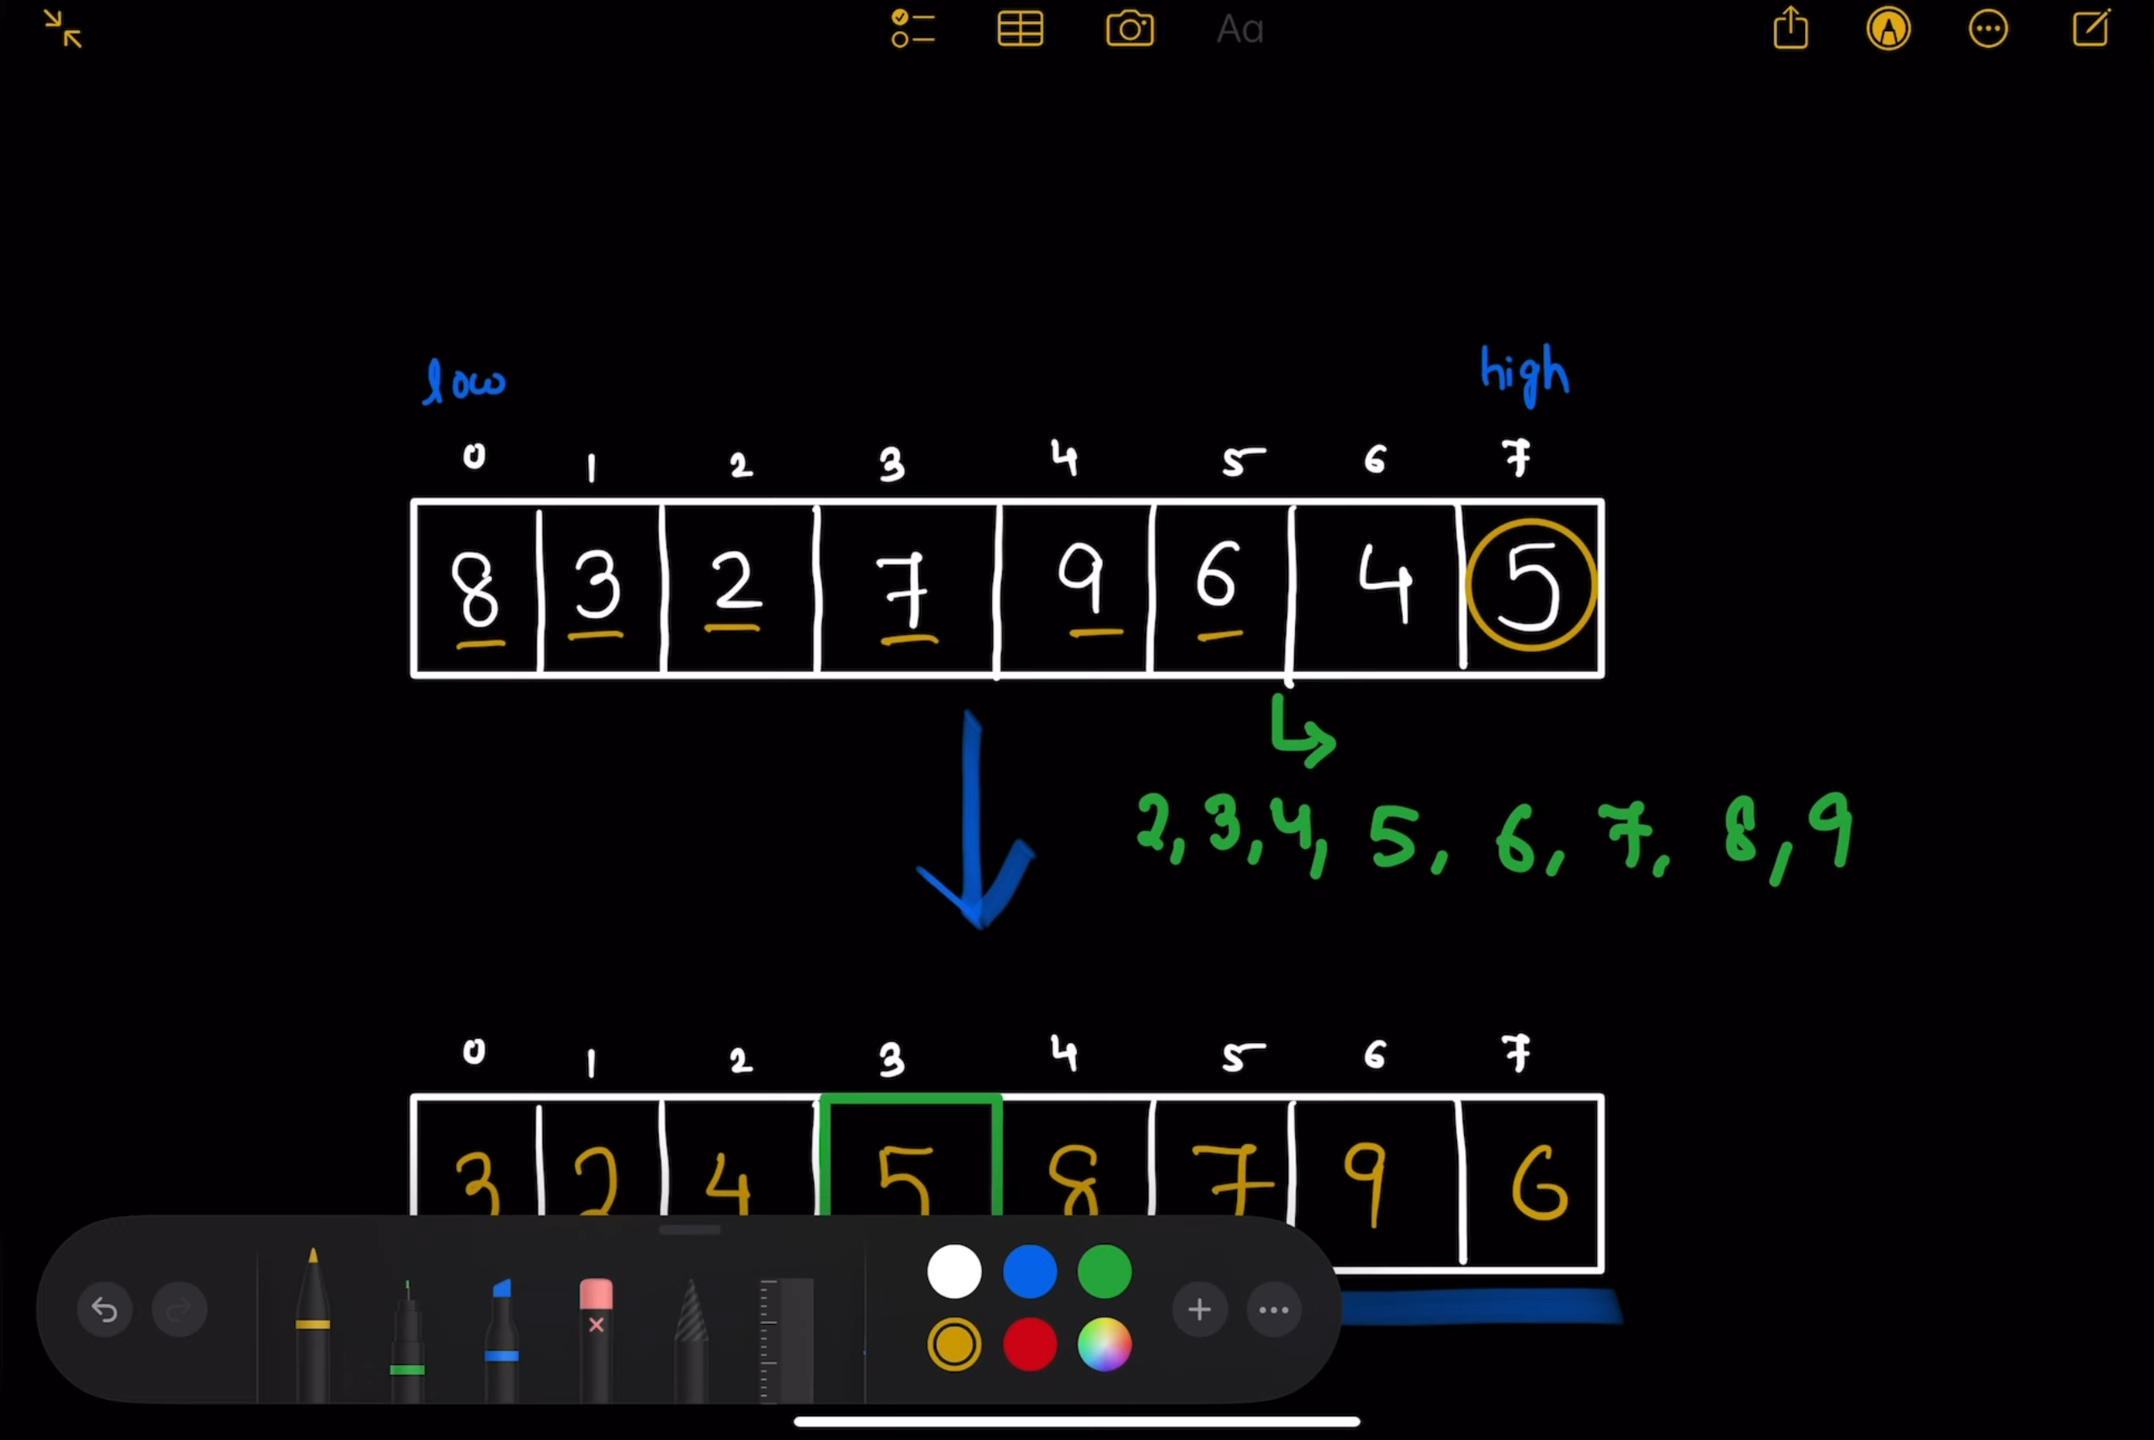 Aa
low high
0 1 2 3 4 5 6 7
8 3 2 7 9 6 4 5
2, 3, 4, 5, 6, 7, 8, 9
0 1 2 3 4 5 6 7
3 2 4 5 8 7 9 6